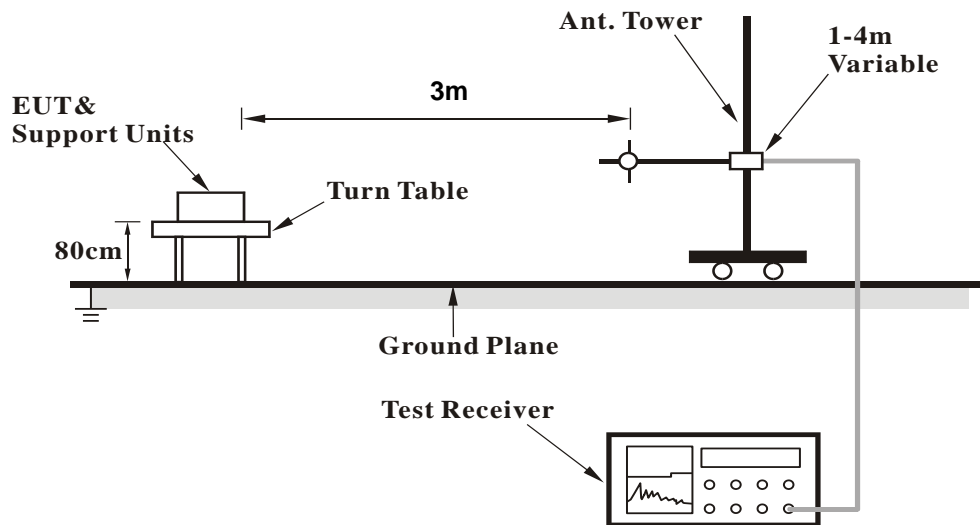 Ant. Tower
1-4m
Variable
3m
EUT&
Support Units
Turn Table
80cm
Ground Plane
Test Receiver